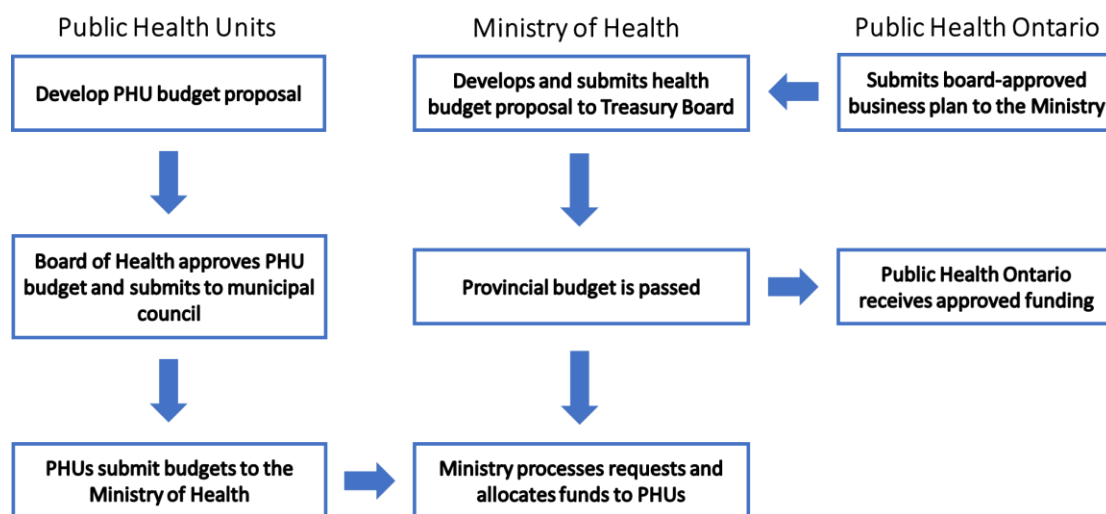 Public Health Units
Ministry of Health
Public Health Ontario
Develop PHU budget proposal
Develops and submits health
budget proposal to Treasury Board
Submits board-approved
business plan to the Ministry
Board of Health approves PHU
budget and submits to municipal
council
Provincial budget is passed
Public Health Ontario
receives approved funding
PHUs submit budgets to the
Ministry of Health
Ministry processes requests and
allocates funds to PHUs